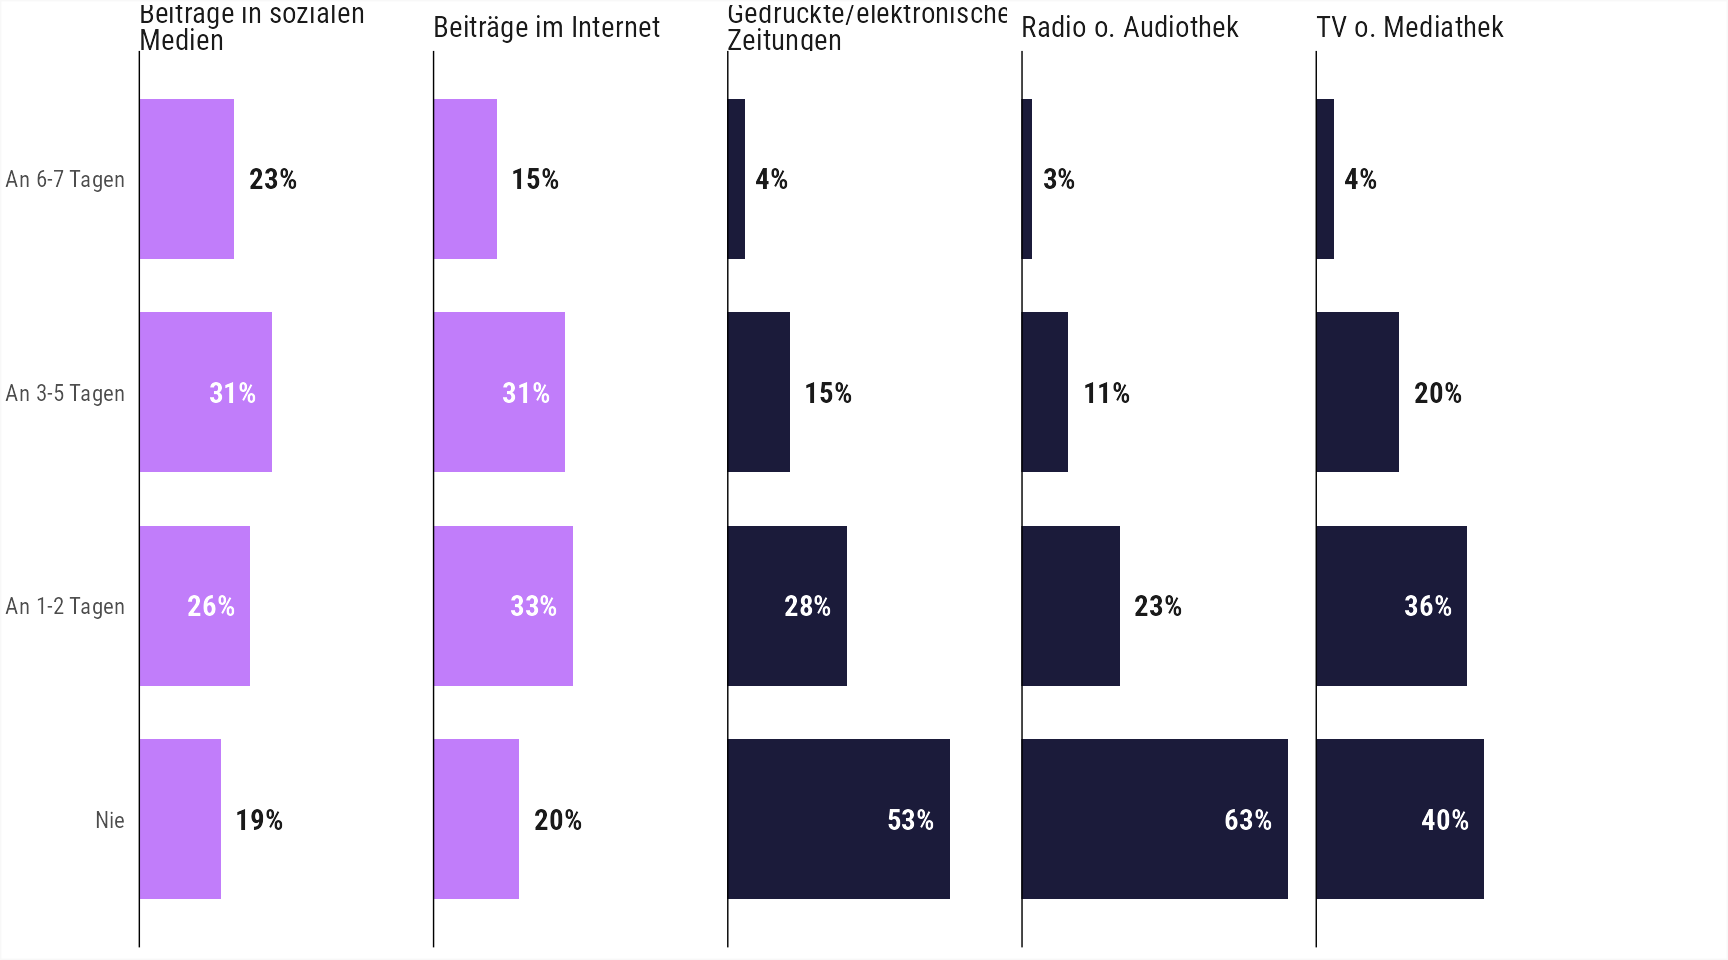 Beiträge in sozialen
Medien
Beiträge im Internet
Gedruckte/elektronische
Zeitungen
Radio o. Audiothek
TV o. Mediathek
An 6-7 Tagen
23%
15%
4%
3%
4%
An 3-5 Tagen
31%
31%
15%
11%
20%
An 1-2 Tagen
26%
33%
28%
23%
36%
Nie
19%
20%
53%
63%
40%